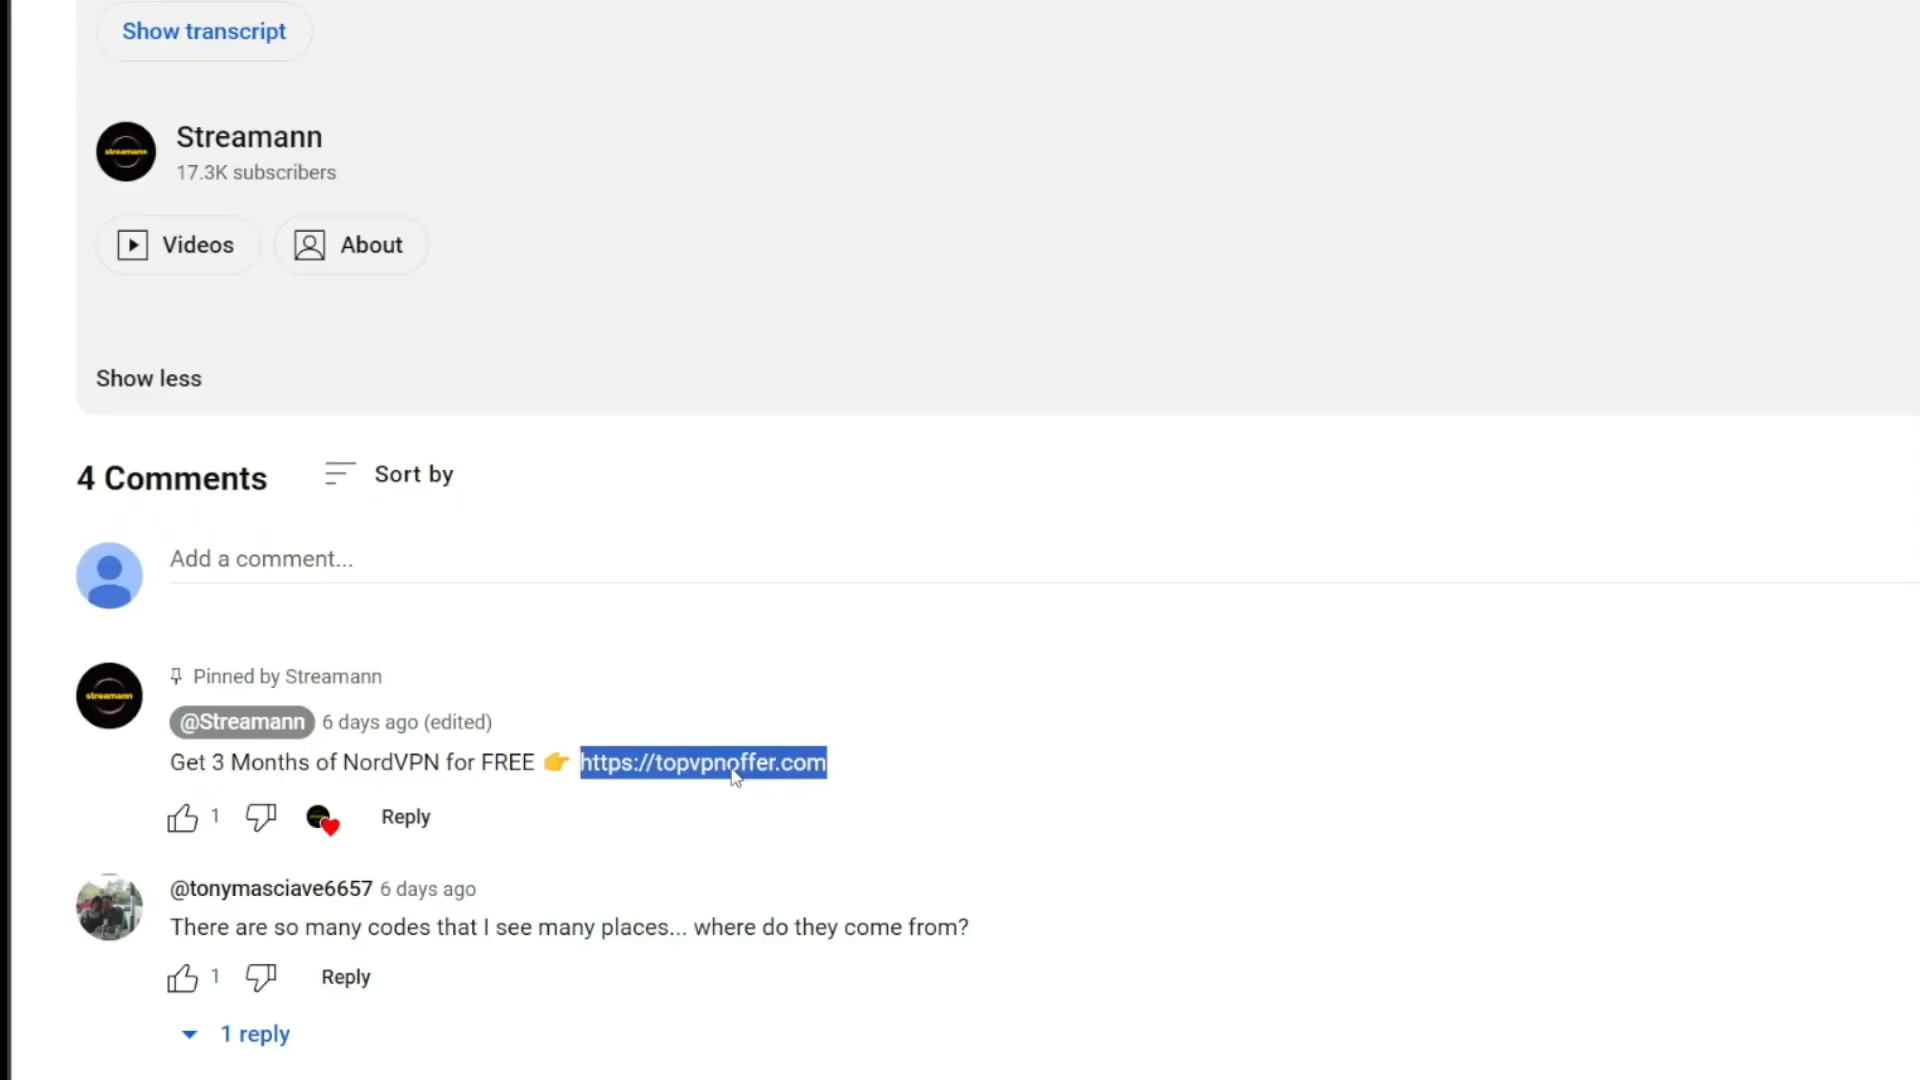 Show transcript
streamann
Streamann
17.3K subscribers
Videos
About
Show less
4 Comments
Sort by
Add a comment...
Pinned by Streamann
streamann
@Streamann 6 days ago (edited)
Get 3 Months of NordVPN for FREE 👉 https://topvpnoffer.com
1
Reply
@tonymasciave6657 6 days ago
There are so many codes that I see many places... where do they come from?
1
Reply
1 reply